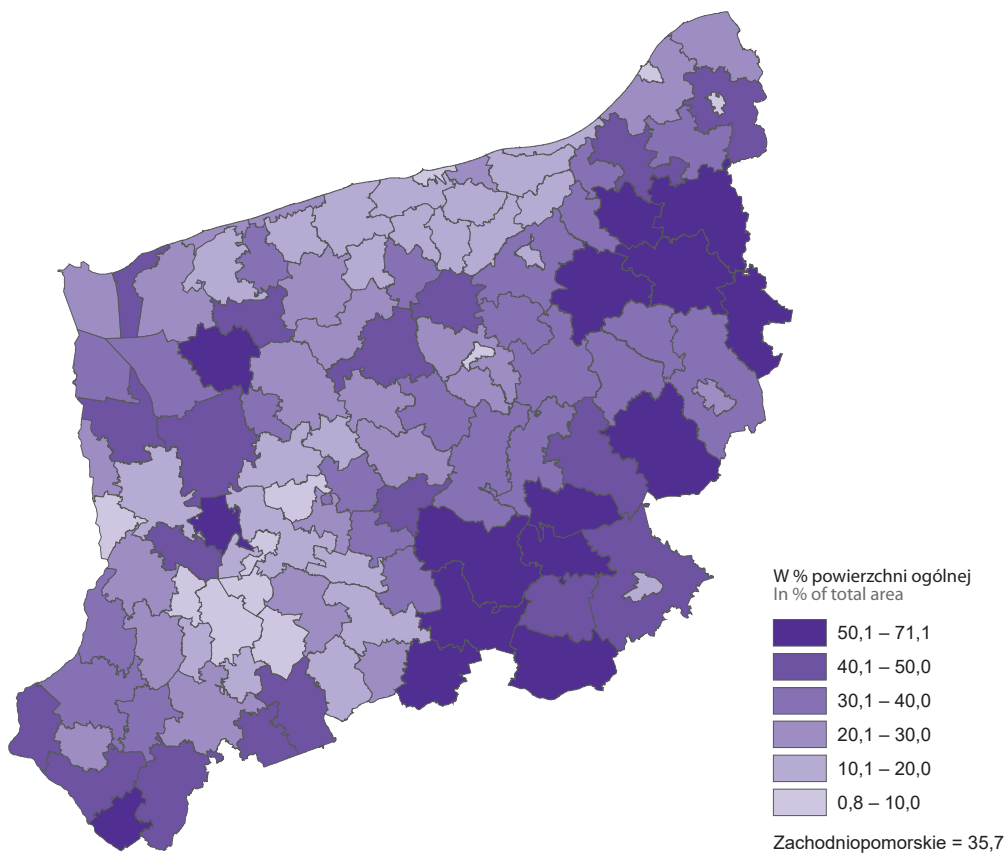 W % powierzchni ogólnej
In % of total area
50,1 – 71,1
40,1 – 50,0
30,1 – 40,0
20,1 – 30,0
10,1 – 20,0
0,8 – 10,0
Zachodniopomorskie = 35,7